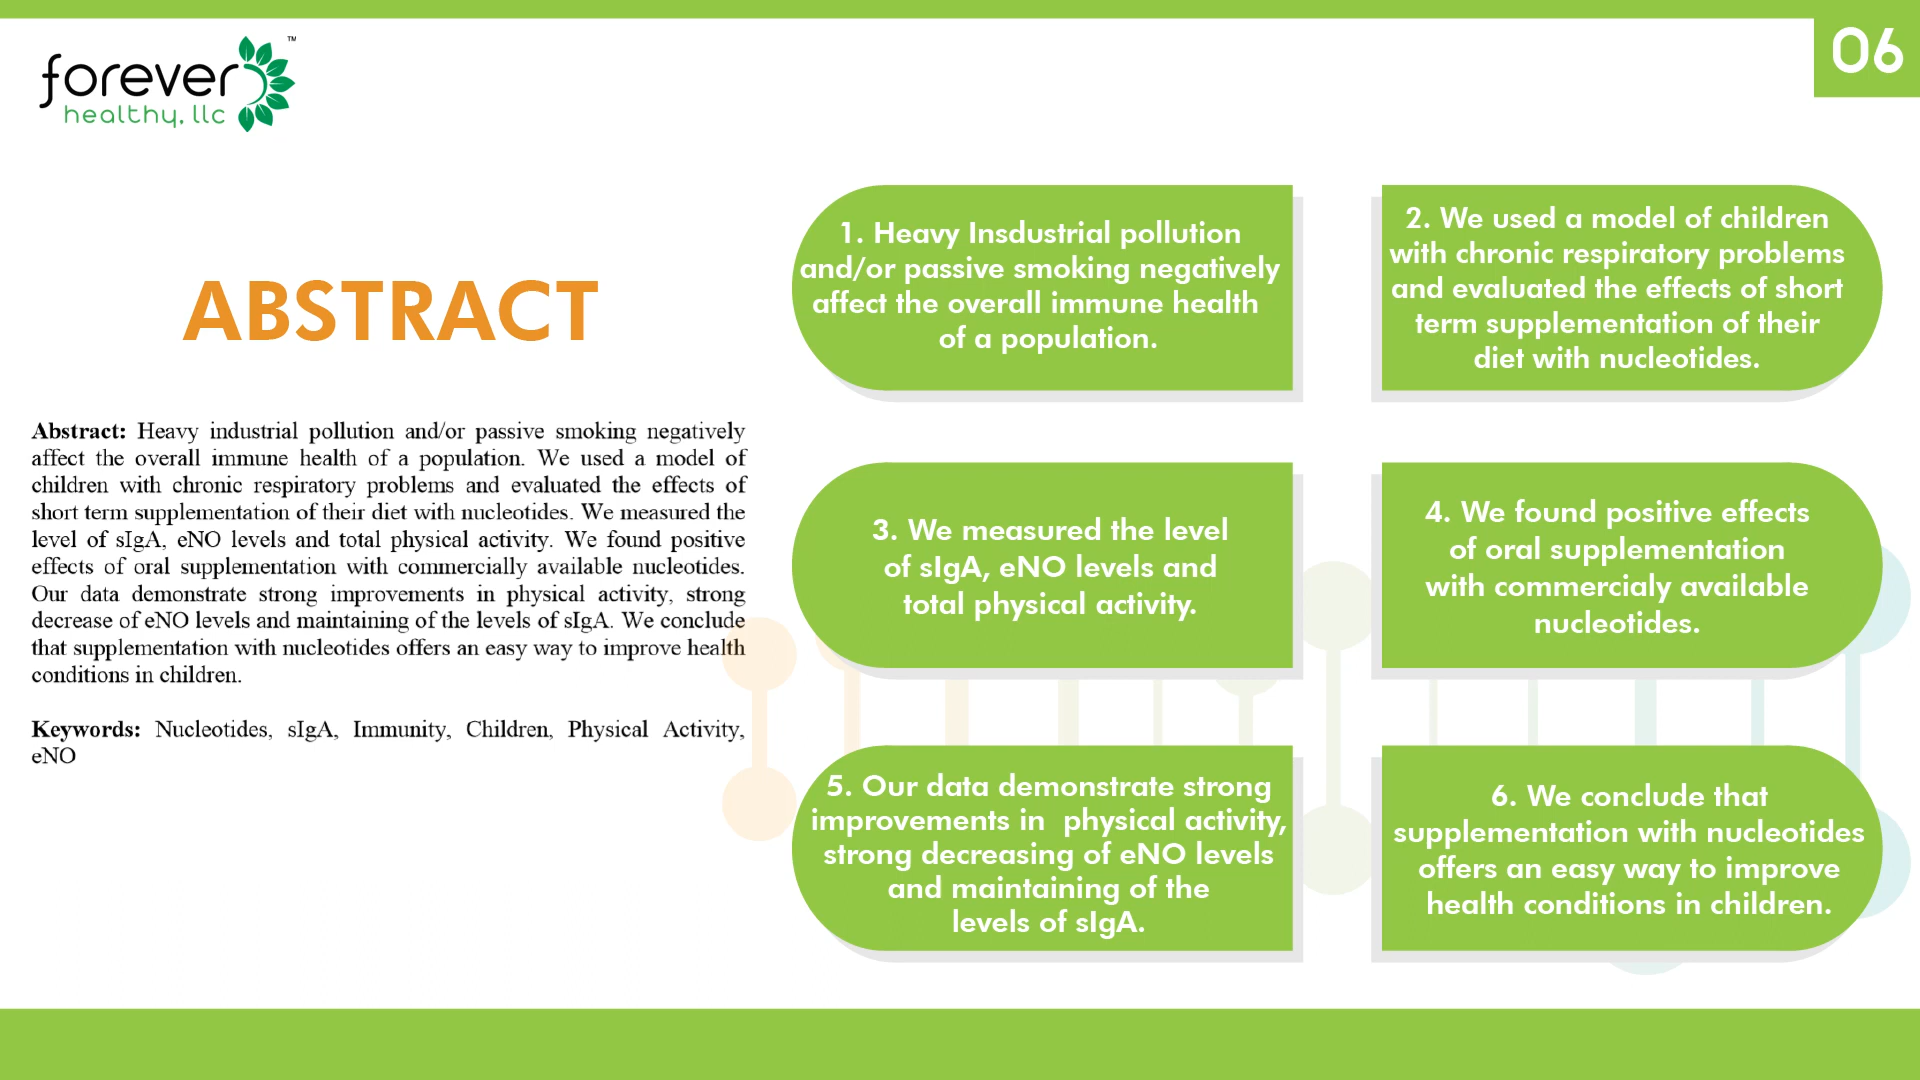 forever
™
healthy, llc
06
ABSTRACT
Abstract: Heavy industrial pollution and/or passive smoking negatively
affect the overall immune health of a population. We used a model of
children with chronic respiratory problems and evaluated the effects of
short term supplementation of their diet with nucleotides. We measured the
level of sIgA, eNO levels and total physical activity. We found positive
effects of oral supplementation with commercially available nucleotides.
Our data demonstrate strong improvements in physical activity, strong
decrease of eNO levels and maintaining of the levels of sIgA. We conclude
that supplementation with nucleotides offers an easy way to improve health
conditions in children.
Keywords: Nucleotides, sIgA, Immunity, Children, Physical Activity,
eNO
1. Heavy Insdustrial pollution
and/or passive smoking negatively
affect the overall immune health
of a population.
2. We used a model of children
with chronic respiratory problems
and evaluated the effects of short
term supplementation of their
diet with nucleotides.
3. We measured the level
of sIgA, eNO levels and
total physical activity.
4. We found positive effects
of oral supplementation
with commercialy available
nucleotides.
5. Our data demonstrate strong
improvements in physical activity,
strong decreasing of eNO levels
and maintaining of the
levels of sIgA.
6. We conclude that
supplementation with nucleotides
offers an easy way to improve
health conditions in children.